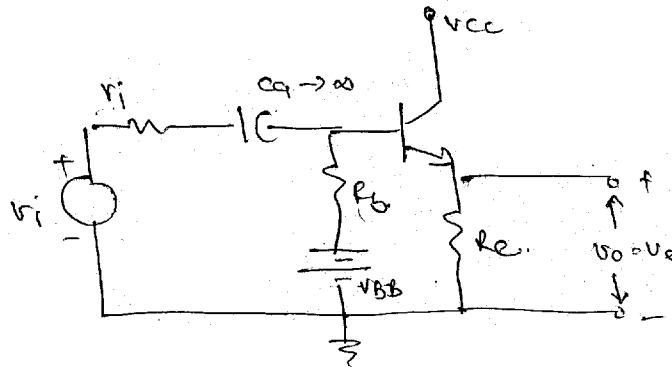 VCC
ri
Ca → ∞
+
vi
-
Rb
VBB
Re
+
vo = ve
-